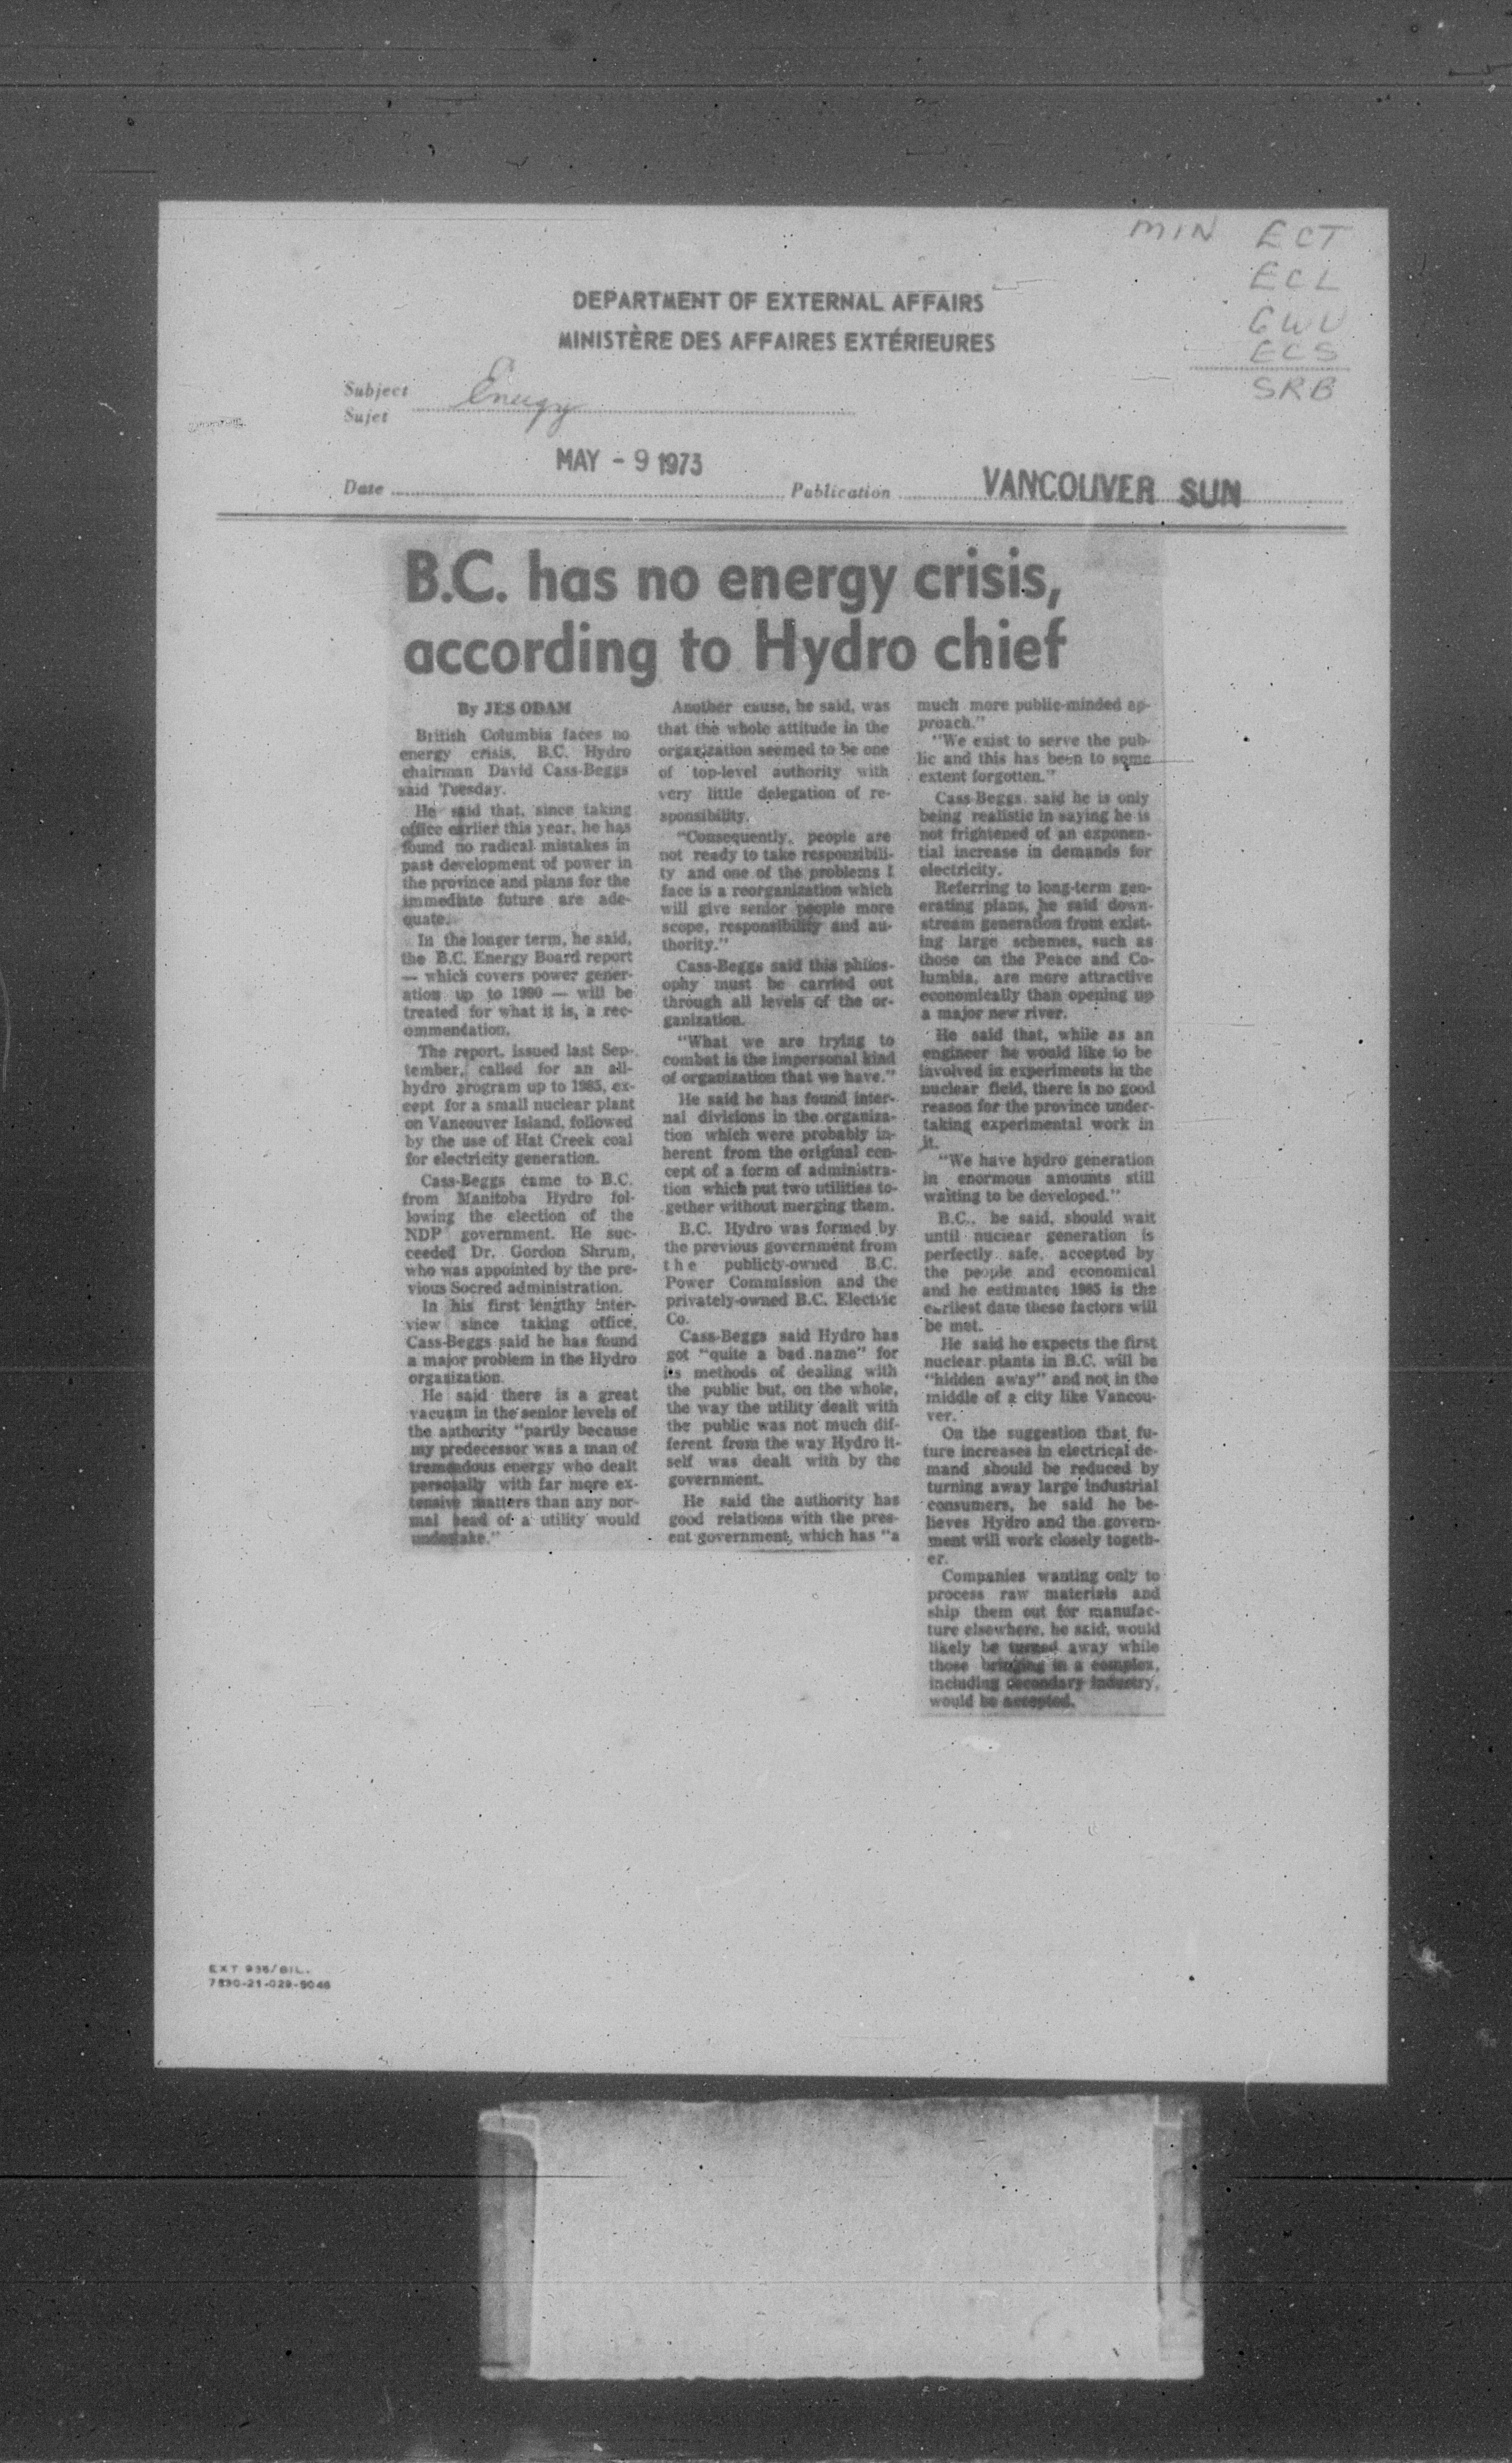 MIN ECT
ECL
GWU
ECS
SRB
DEPARTMENT OF EXTERNAL AFFAIRS
MINISTÈRE DES AFFAIRES EXTÉRIEURES
Subject
Sujet
Energy
MAY - 9 1973
Date
Publication
VANCOUVER SUN
B.C. has no energy crisis,
according to Hydro chief
By JES ODAM
British Columbia faces no
energy crisis, B.C. Hydro
chairman David Cass-Beggs
said Tuesday.
He said that, since taking
office earlier this year, he has
found no radical mistakes in
past development of power in
the province and plans for the
immediate future are ade-
quate.
In the longer term, he said,
the B.C. Energy Board report
— which covers power gener-
ation up to 1990 — will be
treated for what it is, a rec-
ommendation.
The report, issued last Sep-
tember, called for an all-
hydro program up to 1985, ex-
cept for a small nuclear plant
on Vancouver Island, followed
by the use of Hat Creek coal
for electricity generation.
Cass-Beggs came to B.C.
from Manitoba Hydro fol-
lowing the election of the
NDP government. He suc-
ceeded Dr. Gordon Shrum,
who was appointed by the pre-
vious Socred administration.
In his first lengthy inter-
view since taking office,
Cass-Beggs said he has found
a major problem in the Hydro
organization.
He said there is a great
vacuum in the senior levels of
the authority "partly because
my predecessor was a man of
tremendous energy who dealt
personally with far more ex-
tensive matters than any nor-
mal head of a utility would
undertake."
Another cause, he said, was
that the whole attitude in the
organization seemed to be one
of top-level authority with
very little delegation of re-
sponsibility.
"Consequently, people are
not ready to take responsibili-
ty and one of the problems I
face is a reorganization which
will give senior people more
scope, responsibility and au-
thority."
Cass-Beggs said this philos-
ophy must be carried out
through all levels of the or-
ganization.
"What we are trying to
combat is the impersonal kind
of organization that we have."
He said he has found inter-
nal divisions in the organiza-
tion which were probably in-
herent from the original con-
cept of a form of administra-
tion which put two utilities to-
gether without merging them.
B.C. Hydro was formed by
the previous government from
the publicly-owned B.C.
Power Commission and the
privately-owned B.C. Electric
Co.
Cass-Beggs said Hydro has
got "quite a bad name" for
its methods of dealing with
the public but, on the whole,
the way the utility dealt with
the public was not much dif-
ferent from the way Hydro it-
self was dealt with by the
government.
He said the authority has
good relations with the pres-
ent government, which has "a
much more public-minded ap-
proach."
"We exist to serve the pub-
lic and this has been to some
extent forgotten."
Cass-Beggs said he is only
being realistic in saying he is
not frightened of an exponen-
tial increase in demands for
electricity.
Referring to long-term gen-
erating plans, he said down-
stream generation from exist-
ing large schemes, such as
those on the Peace and Co-
lumbia, are more attractive
economically than opening up
a major new river.
He said that, while as an
engineer he would like to be
involved in experiments in the
nuclear field, there is no good
reason for the province under-
taking experimental work in
it.
"We have hydro generation
in enormous amounts still
waiting to be developed."
B.C., he said, should wait
until nuclear generation is
perfectly safe, accepted by
the people and economical
and he estimates 1985 is the
earliest date these factors will
be met.
He said he expects the first
nuclear plants in B.C. will be
"hidden away" and not in the
middle of a city like Vancou-
ver.
On the suggestion that fu-
ture increases in electrical de-
mand should be reduced by
turning away large industrial
consumers, he said he be-
lieves Hydro and the govern-
ment will work closely togeth-
er.
Companies wanting only to
process raw materials and
ship them out for manufac-
ture elsewhere, he said, would
likely be turned away while
those bringing in a complex,
including secondary industry,
would be accepted.
EXT 936/BIL.
7530-21-029-5046